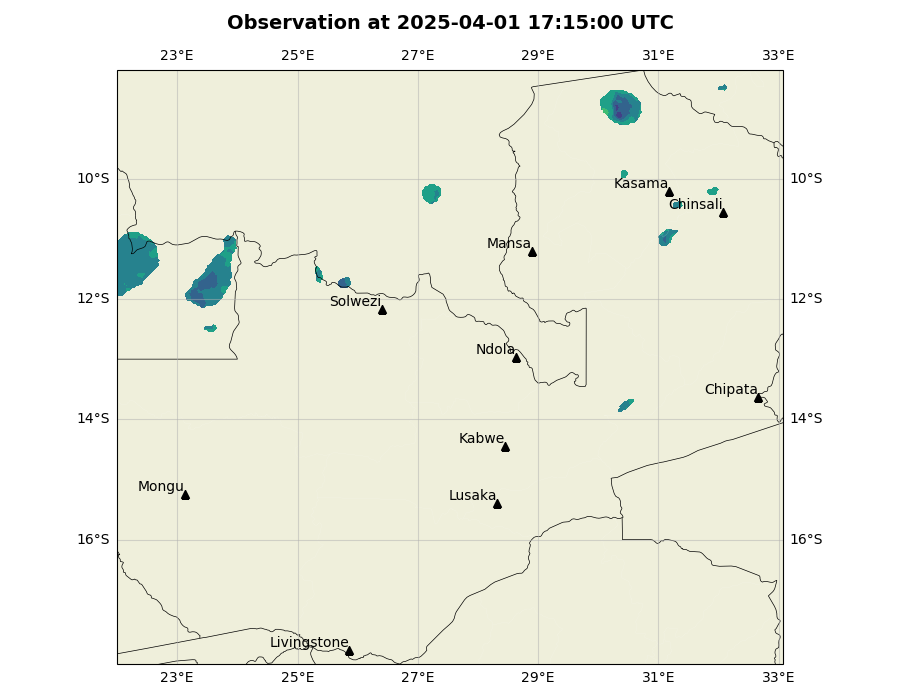 Observation at 2025-04-01 17:15:00 UTC
23°E 25°E 27°E 29°E 31°E 33°E
10°S 10°S
Kasama
Chinsali
Mansa
12°S 12°S
Solwezi
Ndola
Chipata
14°S 14°S
Kabwe
Mongu
Lusaka
16°S 16°S
Livingstone
23°E 25°E 27°E 29°E 31°E 33°E